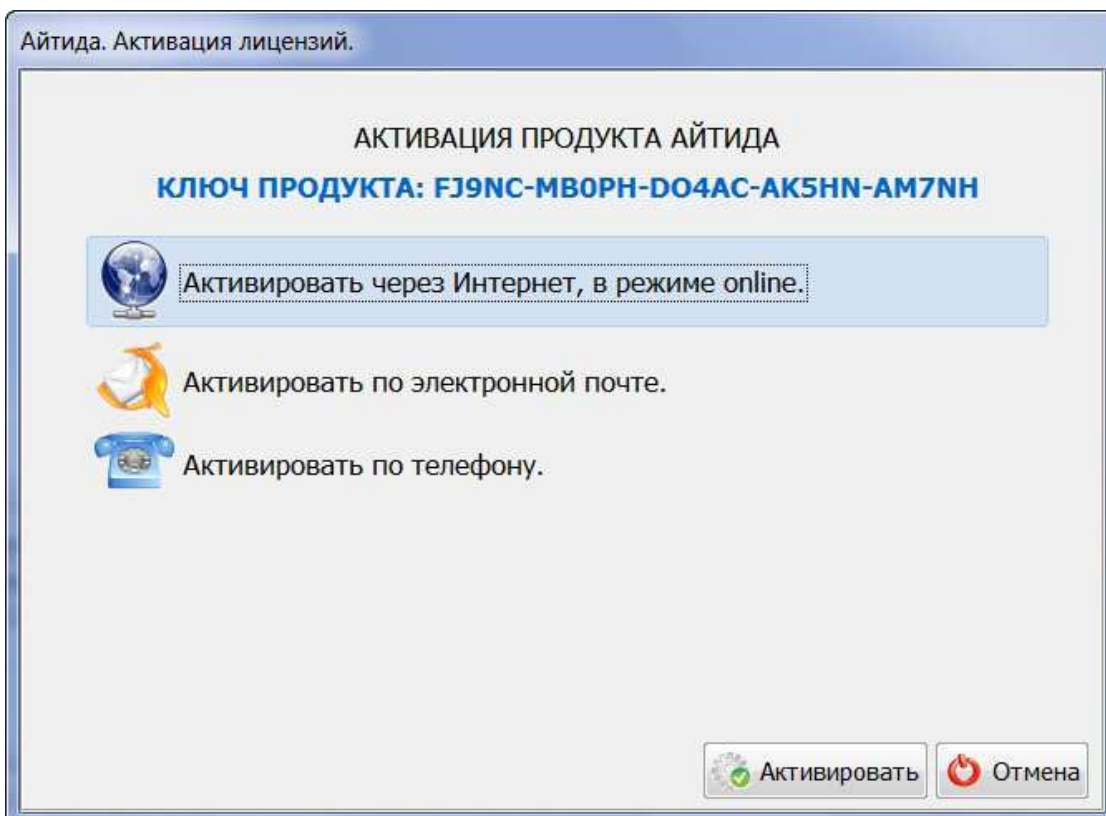 Айтида. Активация лицензий.
АКТИВАЦИЯ ПРОДУКТА АЙТИДА
КЛЮЧ ПРОДУКТА: FJ9NC-MB0PH-DO4AC-AK5HN-AM7NH
Активировать через Интернет, в режиме online.
Активировать по электронной почте.
Активировать по телефону.
Активировать
Отмена